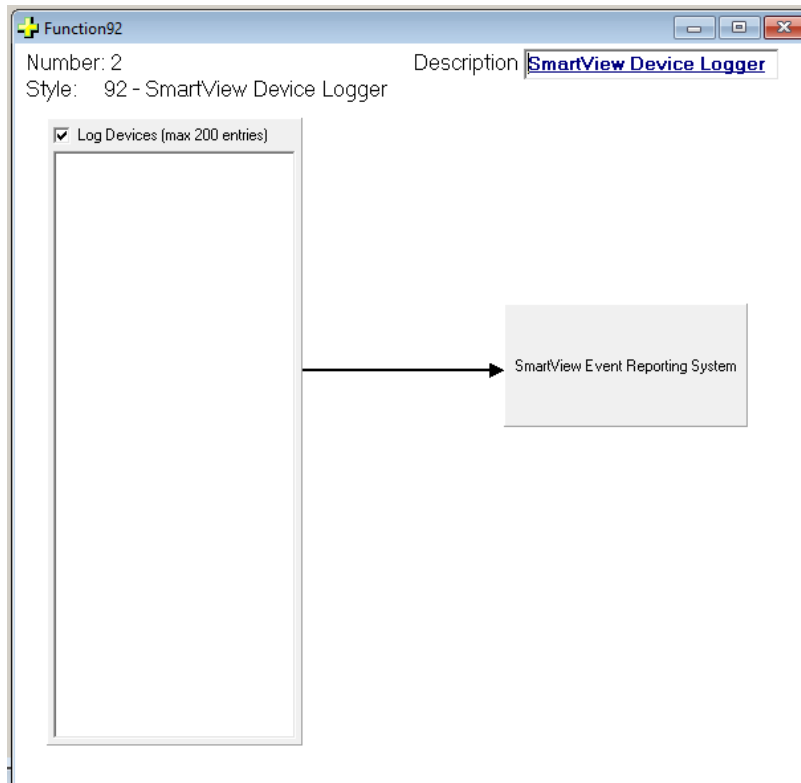 Function92
Number: 2
Description SmartView Device Logger
Style: 92 - SmartView Device Logger
Log Devices (max 200 entries)
SmartView Event Reporting System